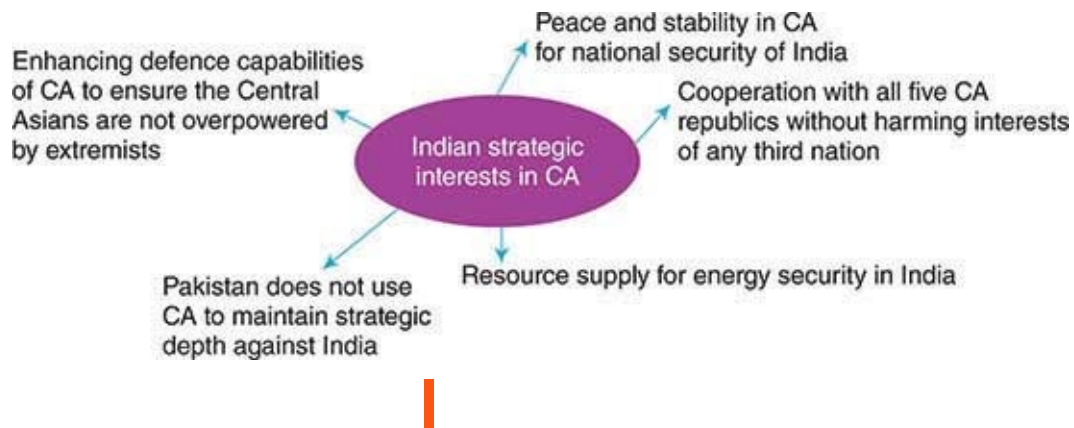 Peace and stability in CA
for national security of India
Enhancing defence capabilities
of CA to ensure the Central
Asians are not overpowered
by extremists
Cooperation with all five CA
republics without harming interests
of any third nation
Indian strategic
interests in CA
Resource supply for energy security in India
Pakistan does not use
CA to maintain strategic
depth against India